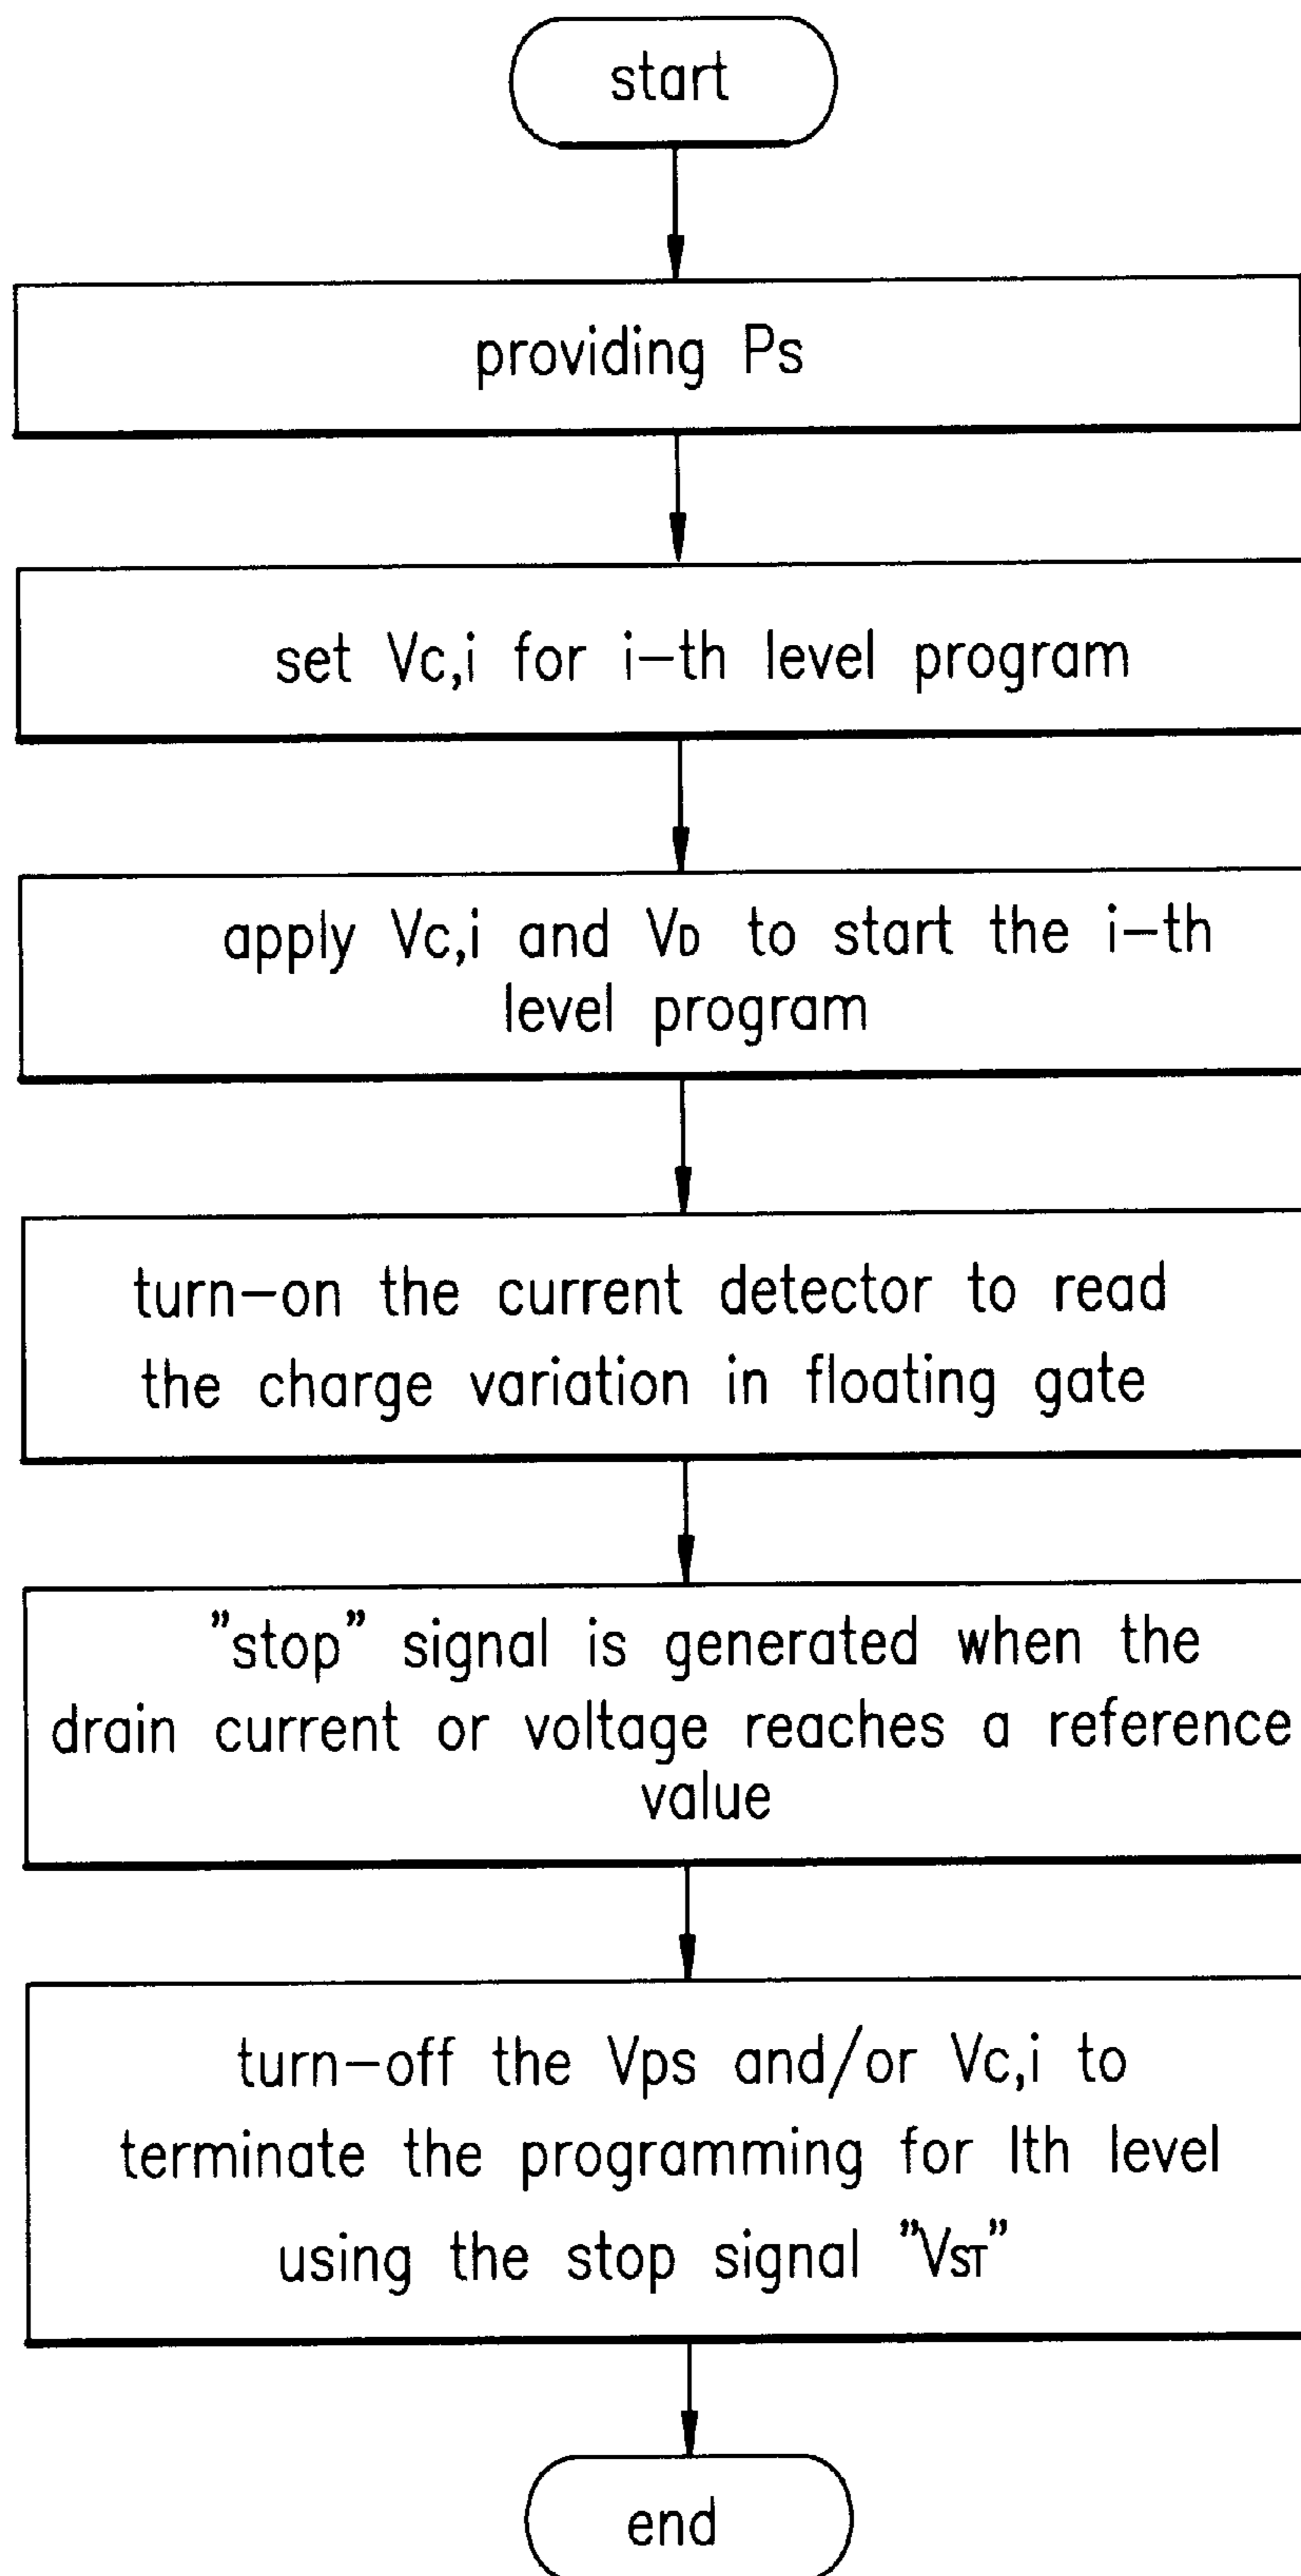 start
providing Ps
set Vc,i for i-th level program
apply Vc,i and VD to start the i-th
level program
turn-on the current detector to read
the charge variation in floating gate
"stop" signal is generated when the
drain current or voltage reaches a reference
value
turn-off the Vps and/or Vc,i to
terminate the programming for Ith level
using the stop signal "VST"
end